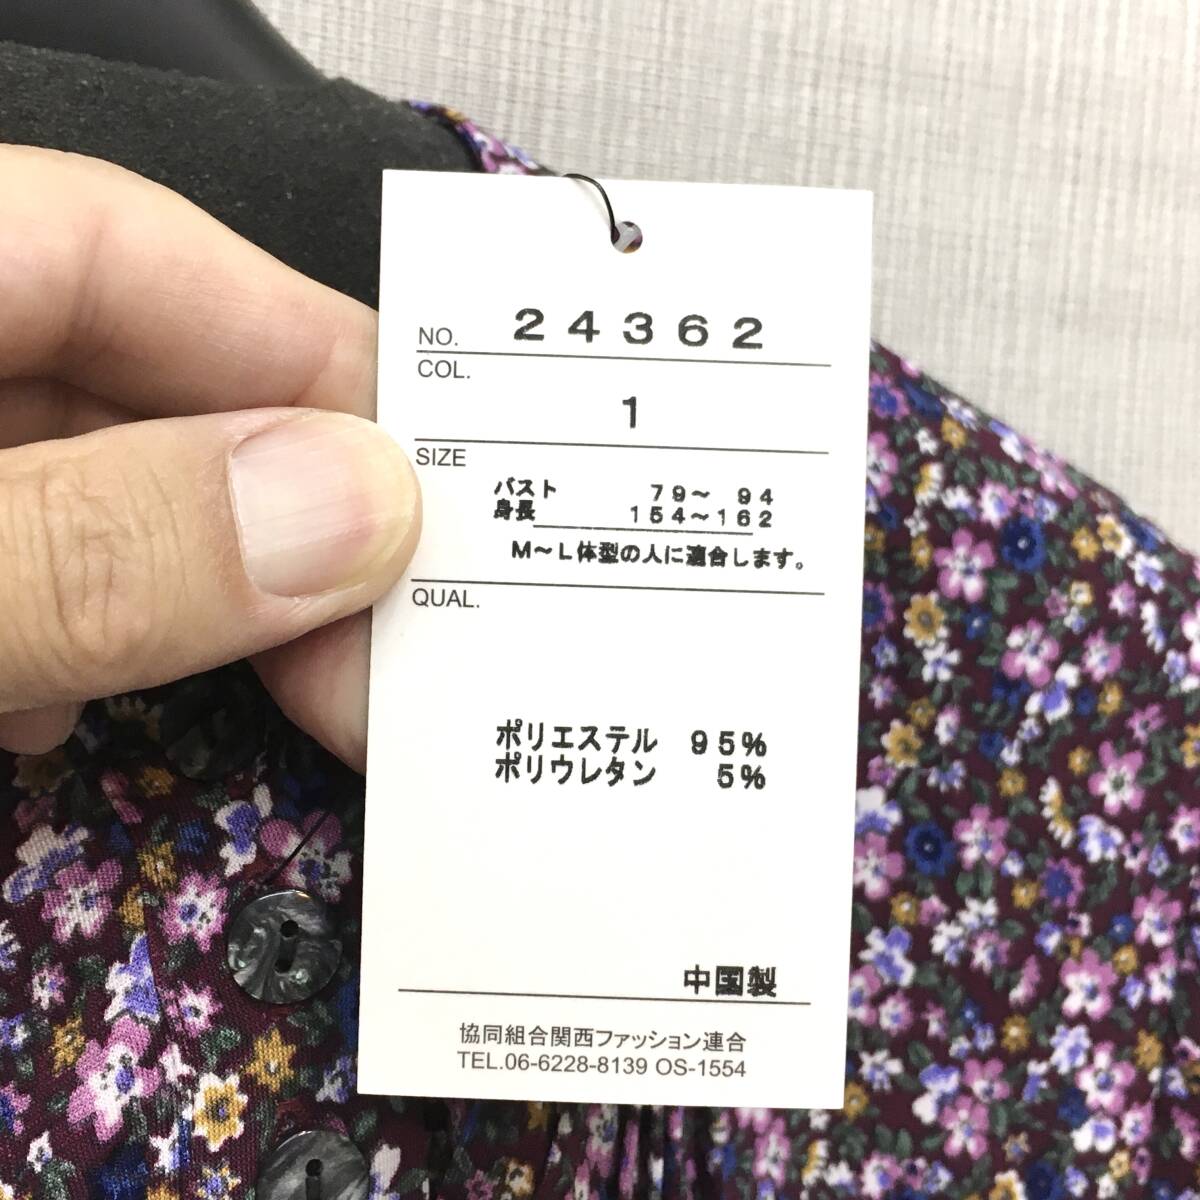 NO. 24362
COL.
1
SIZE
バスト 79～ 94
身長 154～162
M～L体型の人に適合します。
QUAL.
ポリエステル 95%
ポリウレタン 5%
中国製
協同組合関西ファッション連合
TEL.06-6228-8139 OS-1554